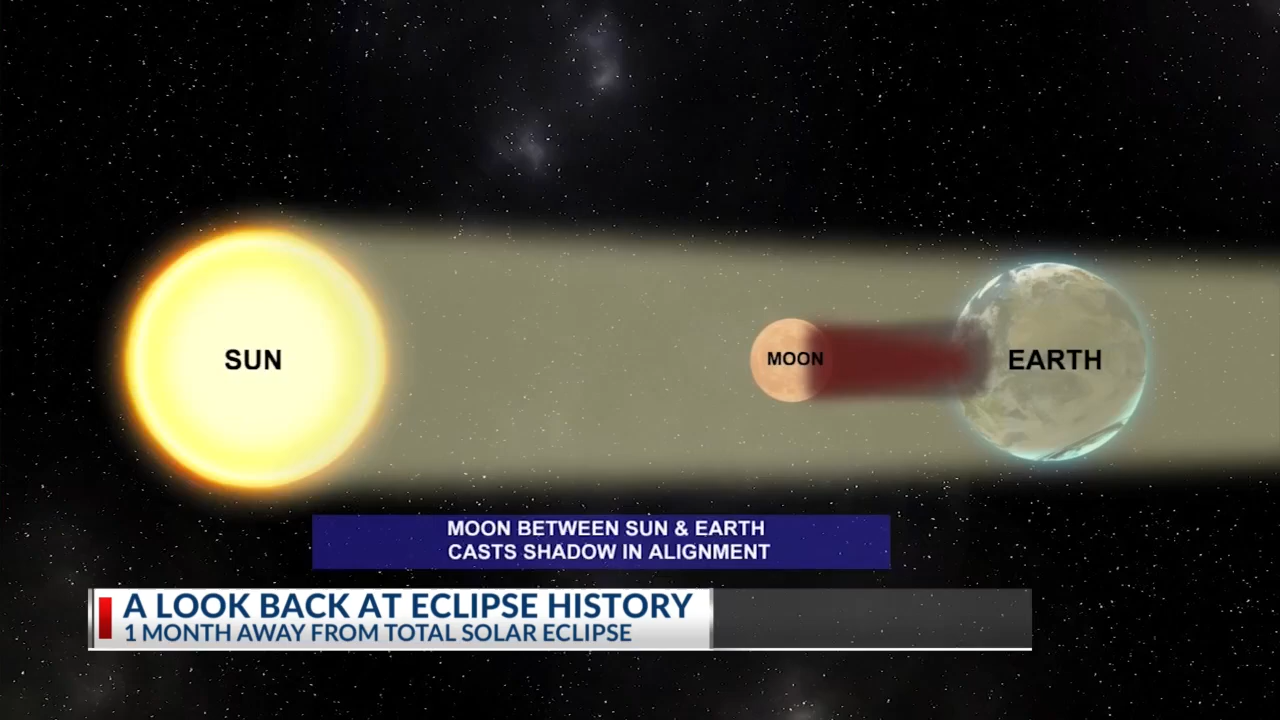 SUN
MOON
EARTH
MOON BETWEEN SUN & EARTH
CASTS SHADOW IN ALIGNMENT
A LOOK BACK AT ECLIPSE HISTORY
1 MONTH AWAY FROM TOTAL SOLAR ECLIPSE